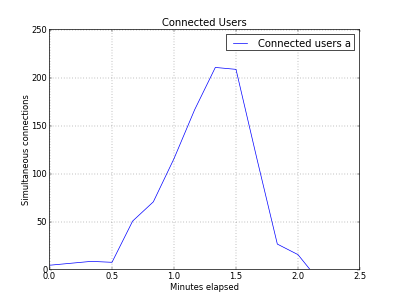 Connected Users
250
Connected users a
200
150
100
50
0
Simultaneous connections
0.0 0.5 1.0 1.5 2.0 2.5
Minutes elapsed